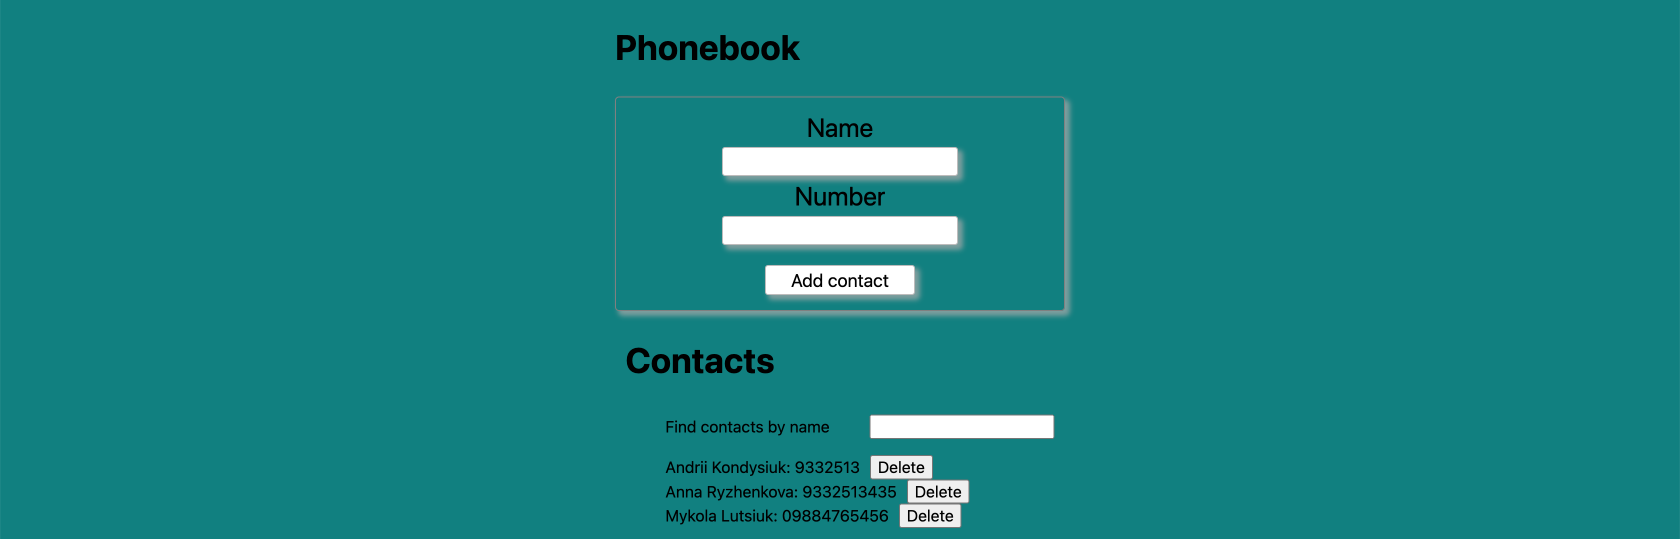 Phonebook
Name
Number
Add contact
Contacts
Find contacts by name
Andrii Kondysiuk: 9332513 Delete
Anna Ryzhenkova: 9332513435 Delete
Mykola Lutsiuk: 09884765456 Delete